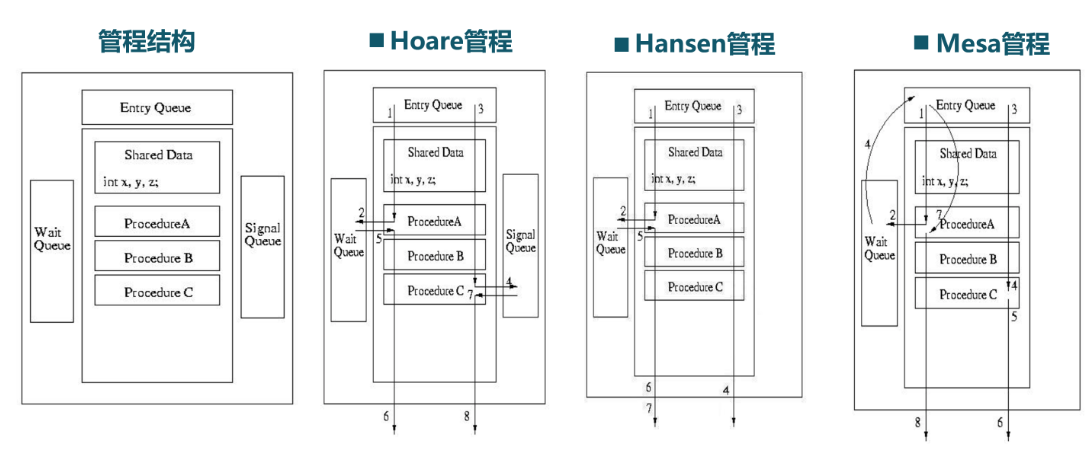 管程结构
■ Hoare管程
■ Hansen管程
■ Mesa管程
Entry Queue
Shared Data
int x, y, z;
ProcedureA
Procedure B
Procedure C
Wait
Queue
Signal
Queue
Entry Queue
1
3
Shared Data
int x, y, z;
2
ProcedureA
5
Wait
Queue
Procedure B
Signal
Queue
Procedure C
4
7
6
8
Entry Queue
1
3
Shared Data
int x, y, z;
2
ProcedureA
5
Wait
Queue
Procedure B
Procedure C
6
4
7
Entry Queue
1
3
4
Shared Data
int x, y, z;
2
7
ProcedureA
Wait
Queue
Procedure B
4
Procedure C
5
8
6